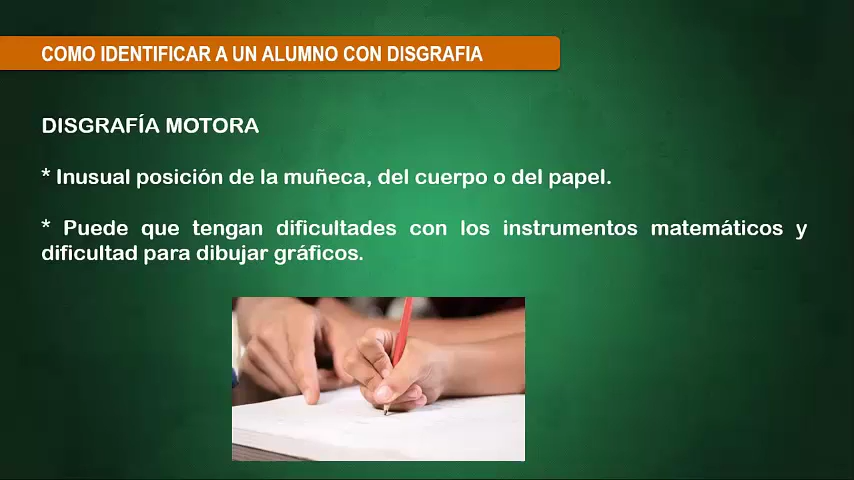 COMO IDENTIFICAR A UN ALUMNO CON DISGRAFIA
DISGRAFÍA MOTORA
* Inusual posición de la muñeca, del cuerpo o del papel.
* Puede que tengan dificultades con los instrumentos matemáticos y
dificultad para dibujar gráficos.